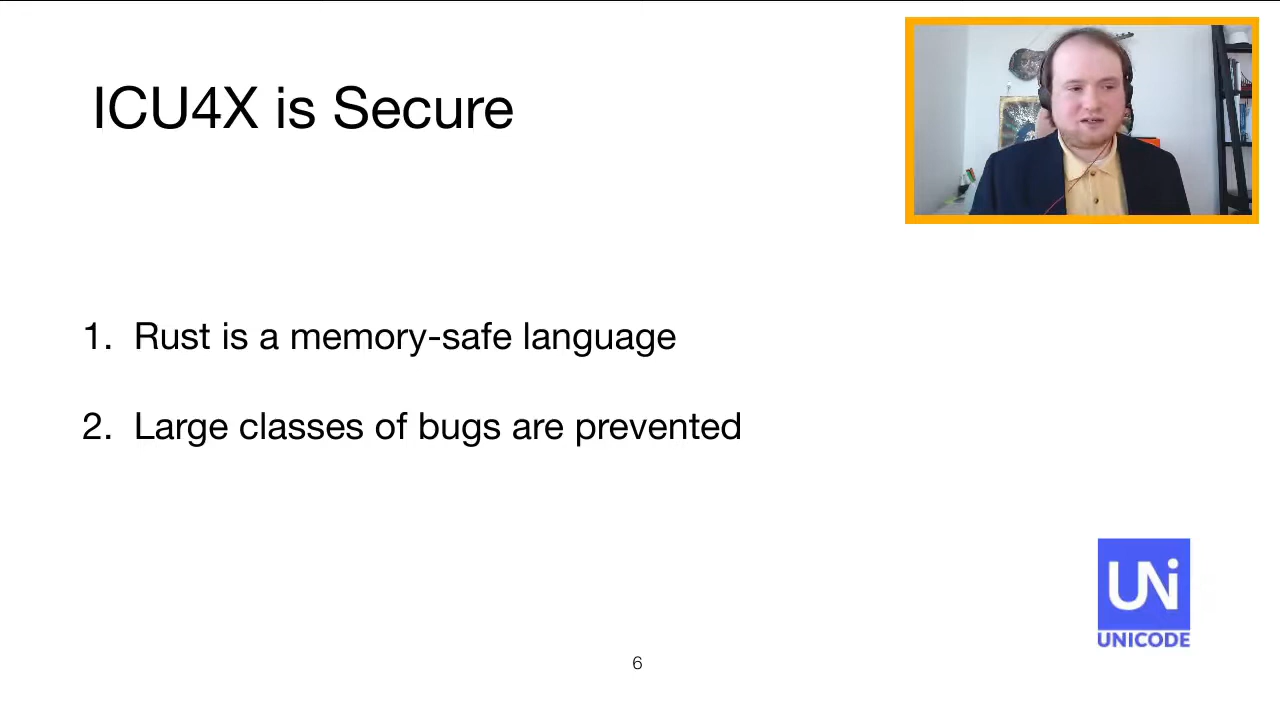 ICU4X is Secure
1. Rust is a memory-safe language
2. Large classes of bugs are prevented
UNi
UNICODE
6